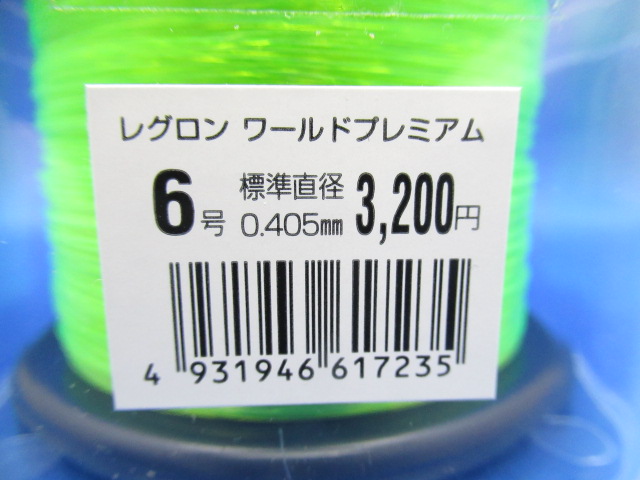 レグロン ワールドプレミアム
6号 標準直径 0.405mm 3,200円
4 931946 617235